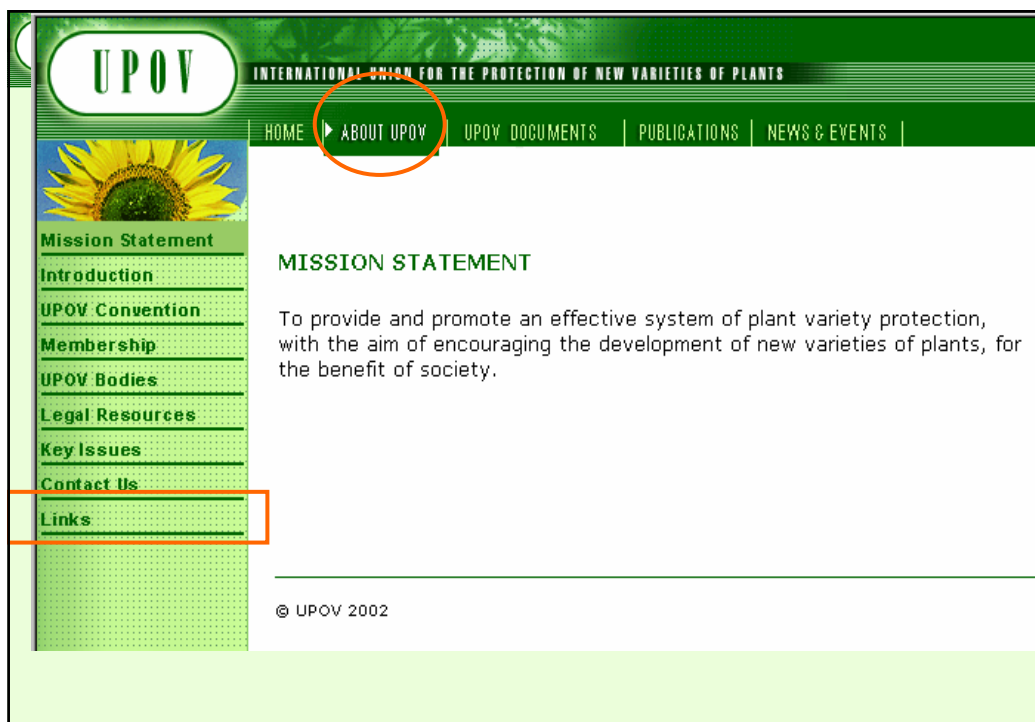 UPOV
INTERNATIONAL UNION FOR THE PROTECTION OF NEW VARIETIES OF PLANTS
HOME ABOUT UPOV UPOV DOCUMENTS PUBLICATIONS NEWS & EVENTS
Mission Statement
Introduction
UPOV Convention
Membership
UPOV Bodies
Legal Resources
Key Issues
Contact Us
Links
MISSION STATEMENT
To provide and promote an effective system of plant variety protection,
with the aim of encouraging the development of new varieties of plants, for
the benefit of society.
© UPOV 2002